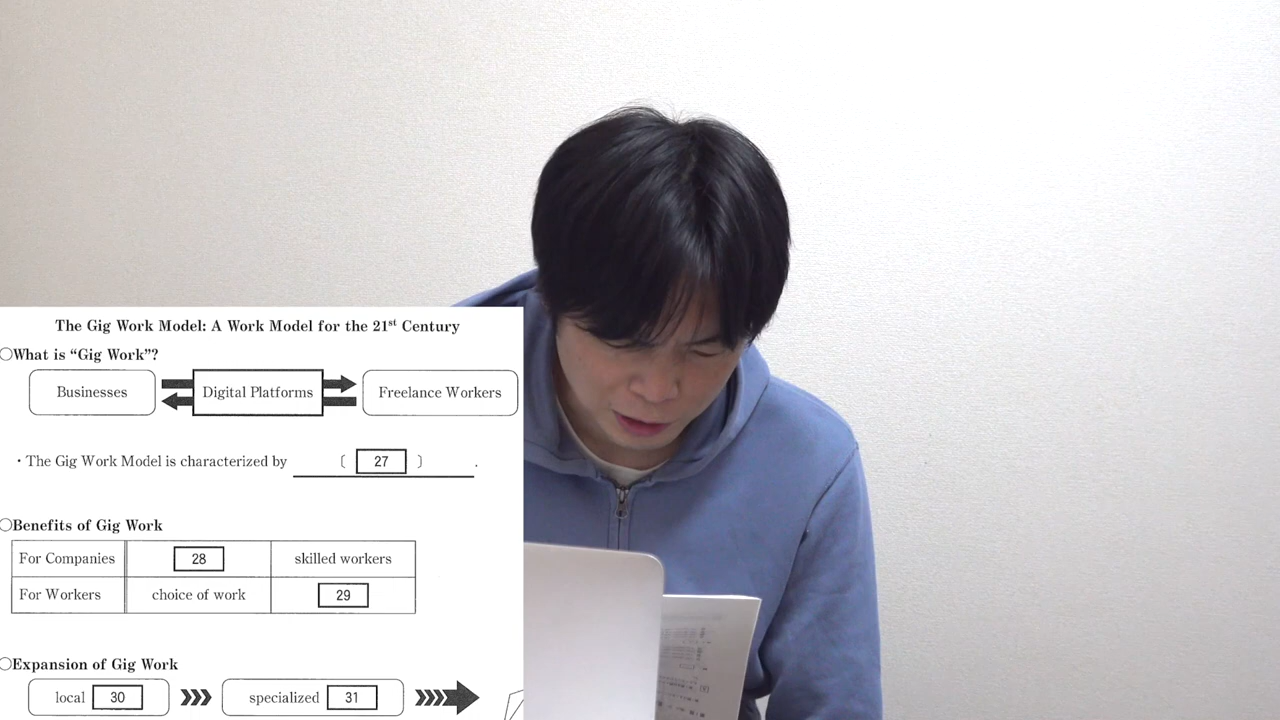 The Gig Work Model: A Work Model for the 21st Century
○What is “Gig Work”?
Businesses Digital Platforms Freelance Workers
・The Gig Work Model is characterized by 〔 27 〕.
○Benefits of Gig Work
For Companies 28 skilled workers
For Workers choice of work 29
○Expansion of Gig Work
local 30 specialized 31